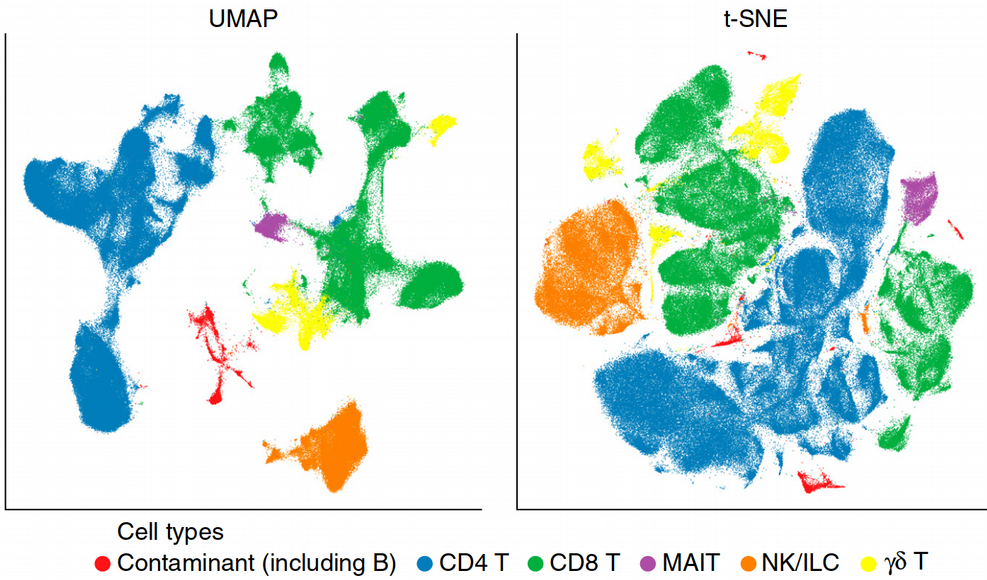 UMAP
t-SNE
Cell types
Contaminant (including B)
CD4 T
CD8 T
MAIT
NK/ILC
γδ T